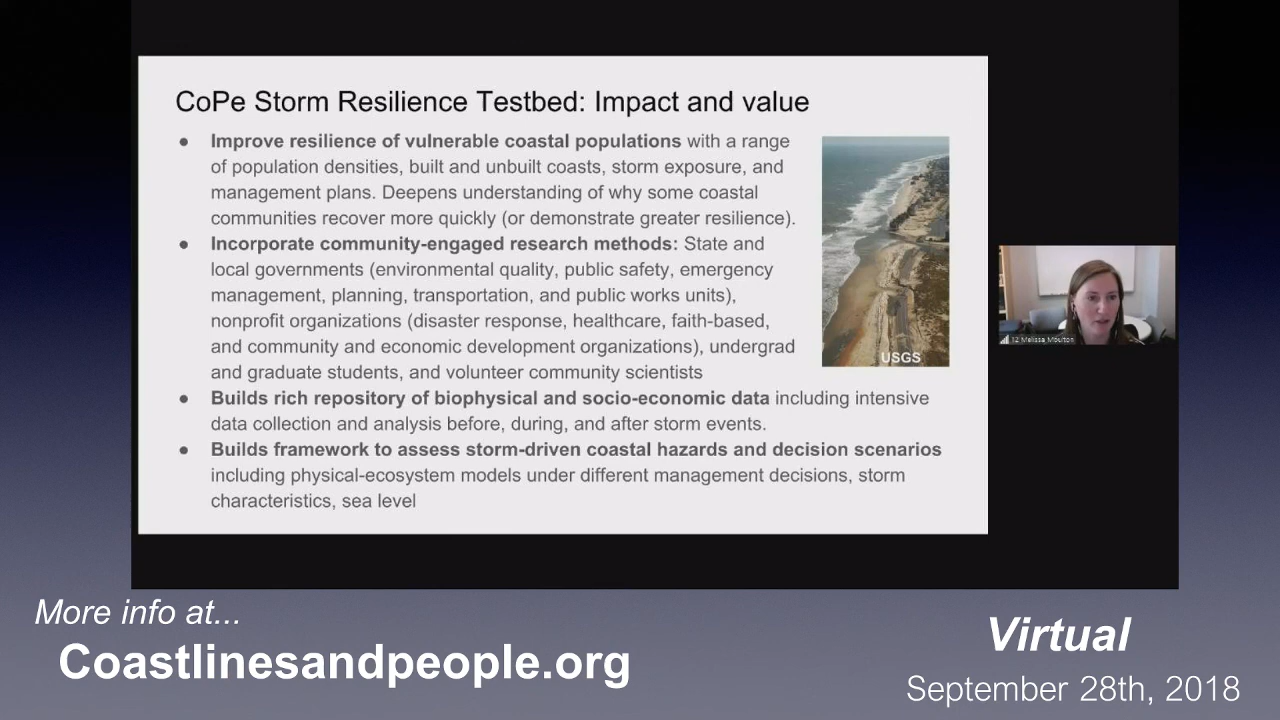 CoPe Storm Resilience Testbed: Impact and value
● Improve resilience of vulnerable coastal populations with a range
of population densities, built and unbuilt coasts, storm exposure, and
management plans. Deepens understanding of why some coastal
communities recover more quickly (or demonstrate greater resilience).
● Incorporate community-engaged research methods: State and
local governments (environmental quality, public safety, emergency
management, planning, transportation, and public works units),
nonprofit organizations (disaster response, healthcare, faith-based,
and community and economic development organizations), undergrad
and graduate students, and volunteer community scientists
● Builds rich repository of biophysical and socio-economic data including intensive
data collection and analysis before, during, and after storm events.
● Builds framework to assess storm-driven coastal hazards and decision scenarios
including physical-ecosystem models under different management decisions, storm
characteristics, sea level
USGS
T2 Melissa_Moulton
More info at...
Coastlinesandpeople.org
Virtual
September 28th, 2018